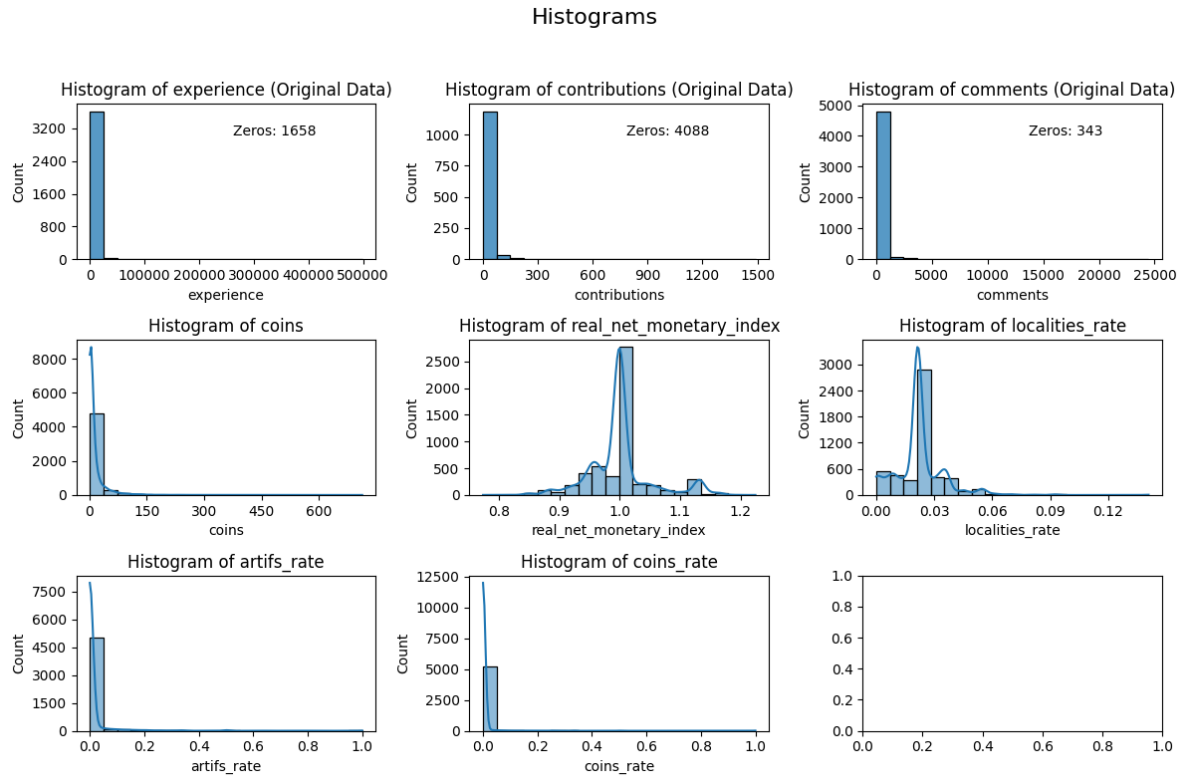 Histograms
Histogram of experience (Original Data)
Zeros: 1658
3200
2400
1600
800
0
Count
0 100000 200000 300000 400000 500000
experience
Histogram of contributions (Original Data)
Zeros: 4088
1000
750
500
250
0
Count
0 300 600 900 1200 1500
contributions
Histogram of comments (Original Data)
Zeros: 343
5000
4000
3000
2000
1000
0
Count
0 5000 10000 15000 20000 25000
comments
Histogram of coins
8000
6000
4000
2000
0
Count
0 150 300 450 600
coins
Histogram of real_net_monetary_index
2500
2000
1500
1000
500
0
Count
0.8 0.9 1.0 1.1 1.2
real_net_monetary_index
Histogram of localities_rate
3000
2400
1800
1200
600
0
Count
0.00 0.03 0.06 0.09 0.12
localities_rate
Histogram of artifs_rate
7500
6000
4500
3000
1500
0
Count
0.0 0.2 0.4 0.6 0.8 1.0
artifs_rate
Histogram of coins_rate
12500
10000
7500
5000
2500
0
Count
0.0 0.2 0.4 0.6 0.8 1.0
coins_rate
1.0
0.8
0.6
0.4
0.2
0.0
0.0 0.2 0.4 0.6 0.8 1.0